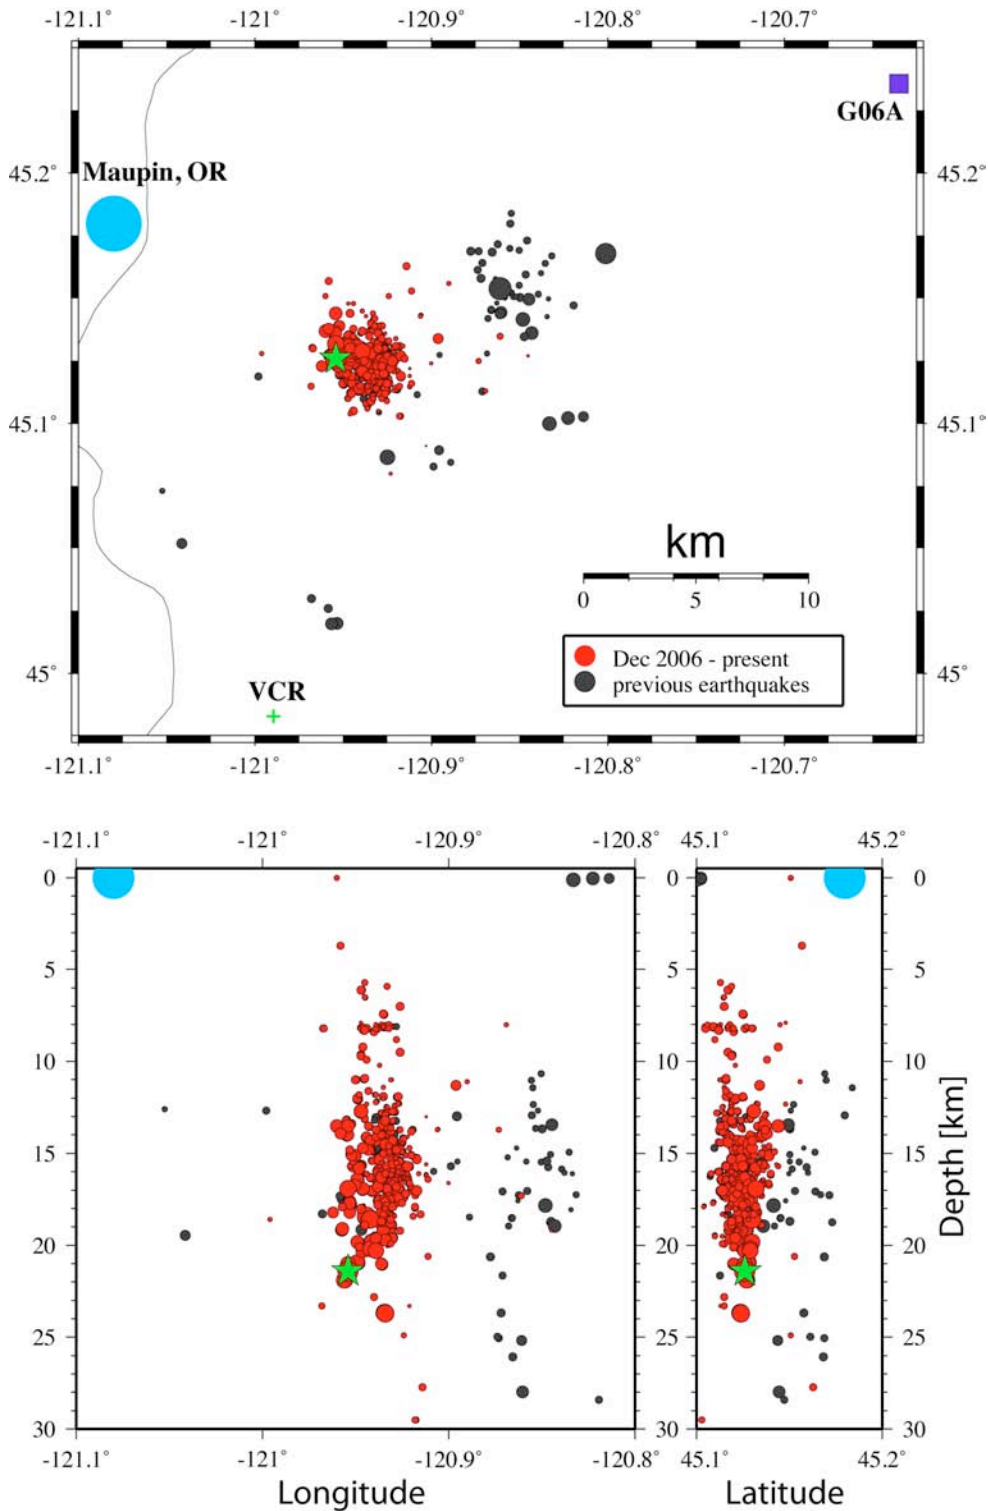 -121.1° -121° -120.9° -120.8° -120.7°
G06A
45.2° 45.2°
Maupin, OR
45.1° 45.1°
km
0 5 10
Dec 2006 - present
previous earthquakes
45° 45°
VCR
-121.1° -121° -120.9° -120.8° -120.7°
-121.1° -121° -120.9° -120.8° 45.1° 45.2°
0 0 0
5 5 5
10 10 10
15 15 15
20 20 20
25 25 25
30 30 30
Depth [km]
-121.1° -121° -120.9° -120.8° 45.1° 45.2°
Longitude Latitude